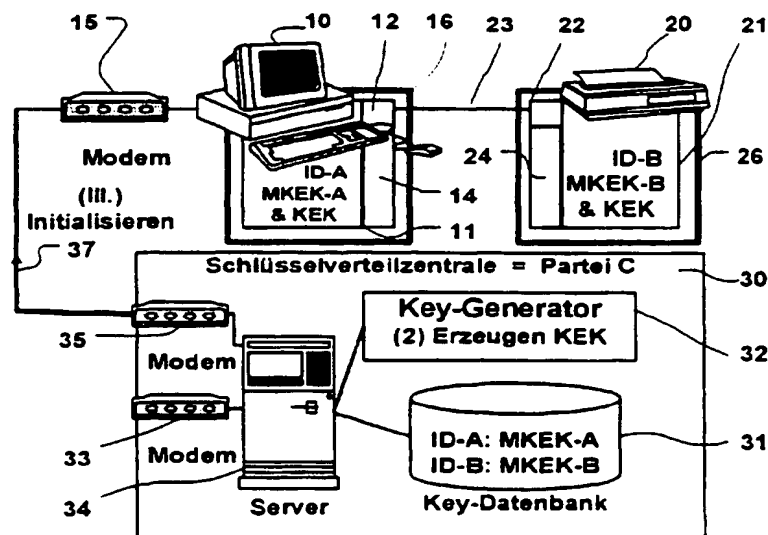 15
10
12
16
23
22
20
21
Modem
(III.)
Initialisieren
37
ID-A
MKEK-A
& KEK
14
11
24
ID-B
MKEK-B
& KEK
26
Schlüsselverteilzentrale = Partei C
30
35
Modem
Key-Generator
(2) Erzeugen KEK
32
33
Modem
34
Server
ID-A: MKEK-A
ID-B: MKEK-B
31
Key-Datenbank